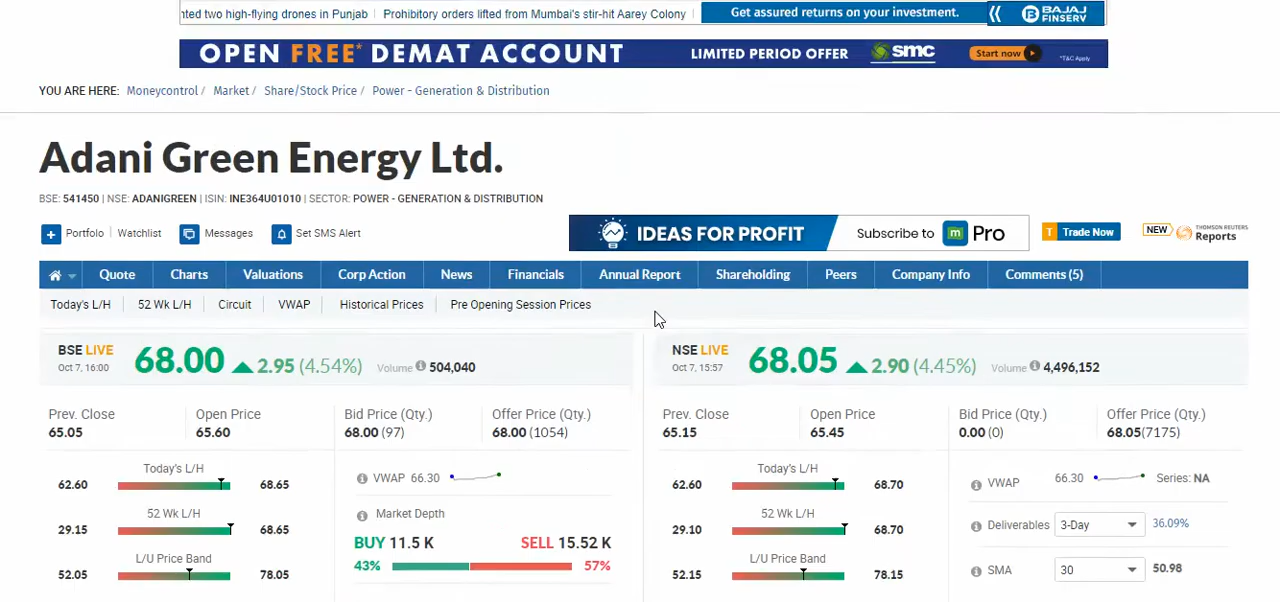 nted two high-flying drones in Punjab | Prohibitory orders lifted from Mumbai's stir-hit Aarey Colony
Get assured returns on your investment.
BAJAJ FINSERV
OPEN FREE* DEMAT ACCOUNT LIMITED PERIOD OFFER smc Start now *T&C Apply
YOU ARE HERE: Moneycontrol / Market / Share/Stock Price / Power - Generation & Distribution
Adani Green Energy Ltd.
BSE: 541450 | NSE: ADANIGREEN | ISIN: INE364U01010 | SECTOR: POWER - GENERATION & DISTRIBUTION
+ Portfolio | Watchlist Messages Set SMS Alert
IDEAS FOR PROFIT Subscribe to m Pro
T Trade Now
NEW THOMSON REUTERS Reports
Quote Charts Valuations Corp Action News Financials Annual Report Shareholding Peers Company Info Comments (5)
Today's L/H 52 Wk L/H Circuit VWAP Historical Prices Pre Opening Session Prices
BSE LIVE
Oct 7, 16:00
68.00 2.95 (4.54%) Volume 504,040
Prev. Close
65.05
Open Price
65.60
Bid Price (Qty.)
68.00 (97)
Offer Price (Qty.)
68.00 (1054)
Today's L/H
62.60 68.65
52 Wk L/H
29.15 68.65
L/U Price Band
52.05 78.05
VWAP 66.30
Market Depth
BUY 11.5 K SELL 15.52 K
43% 57%
NSE LIVE
Oct 7, 15:57
68.05 2.90 (4.45%) Volume 4,496,152
Prev. Close
65.15
Open Price
65.45
Bid Price (Qty.)
0.00 (0)
Offer Price (Qty.)
68.05(7175)
Today's L/H
62.60 68.70
52 Wk L/H
29.10 68.70
L/U Price Band
52.15 78.15
VWAP 66.30 Series: NA
Deliverables 3-Day 36.09%
SMA 30 50.98